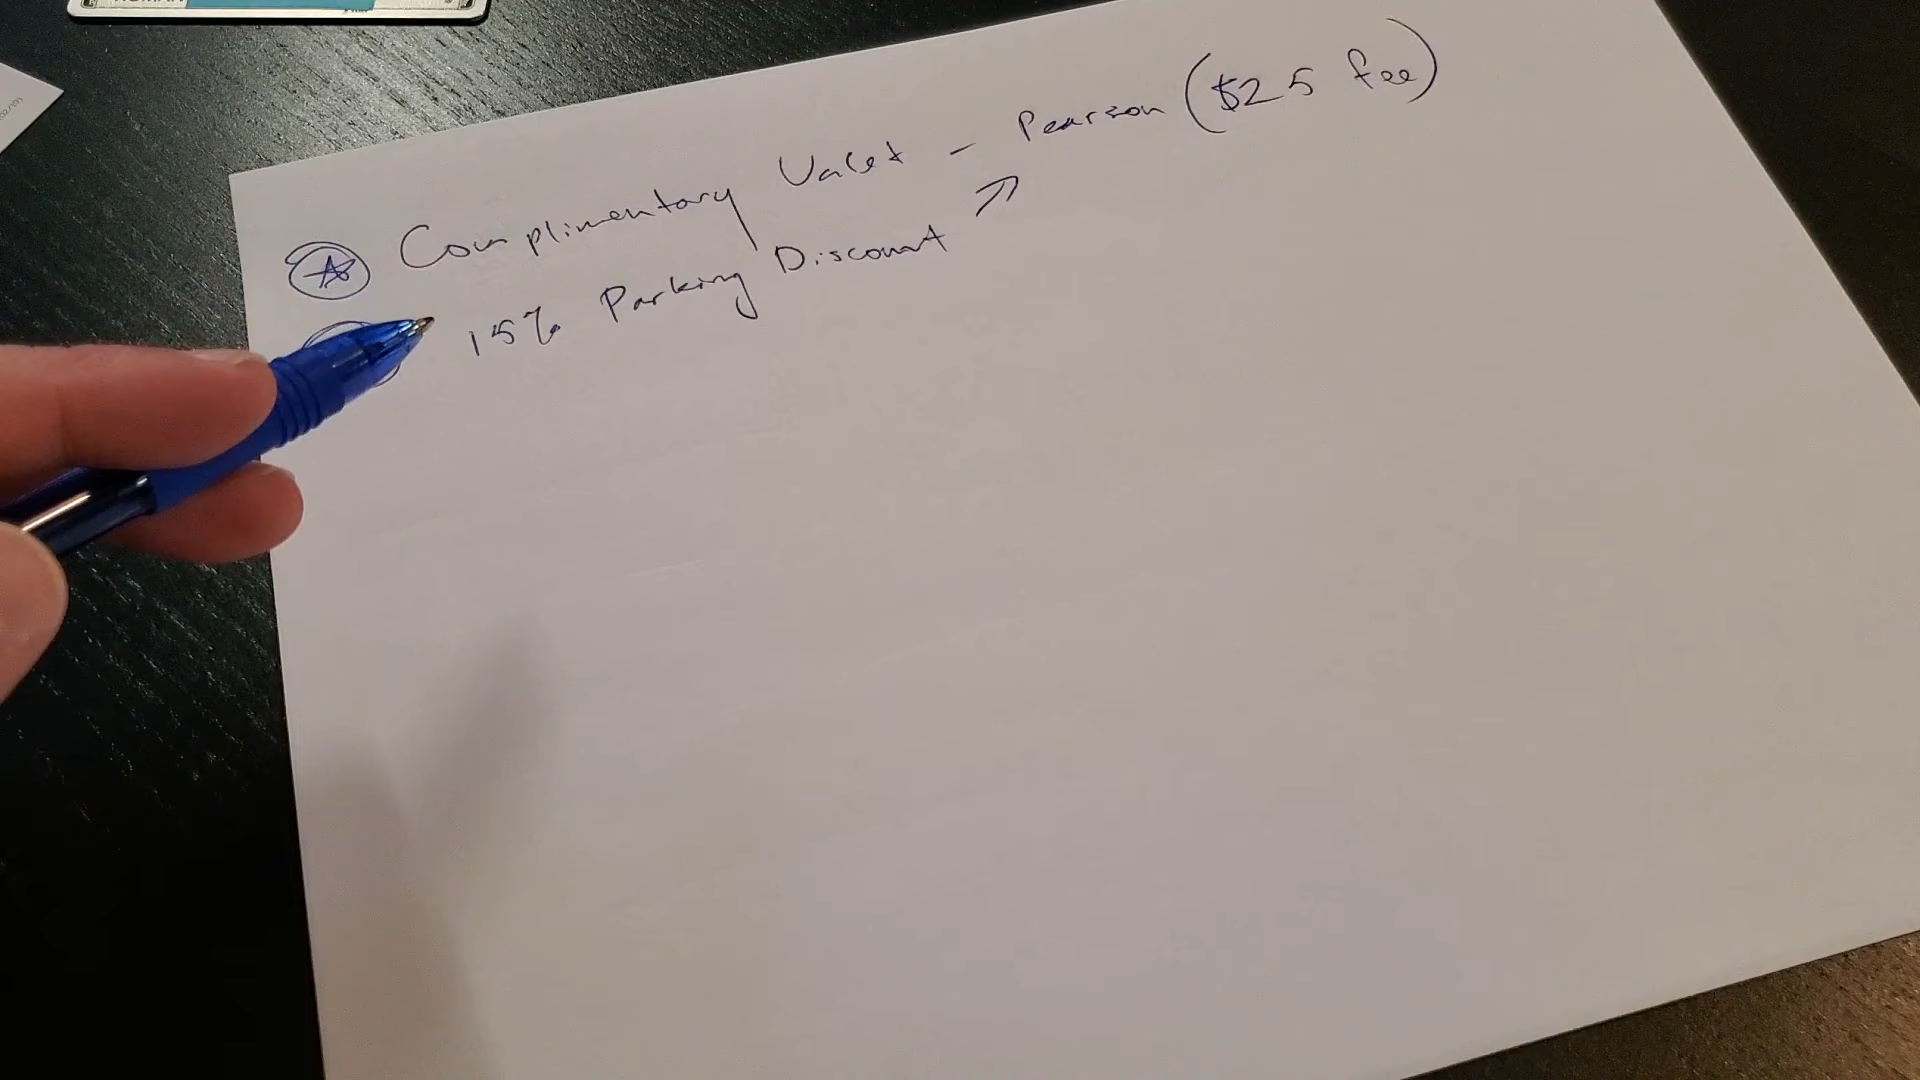 Complimentary Valet - Pearson ($25 fee)
15% Parking Discount